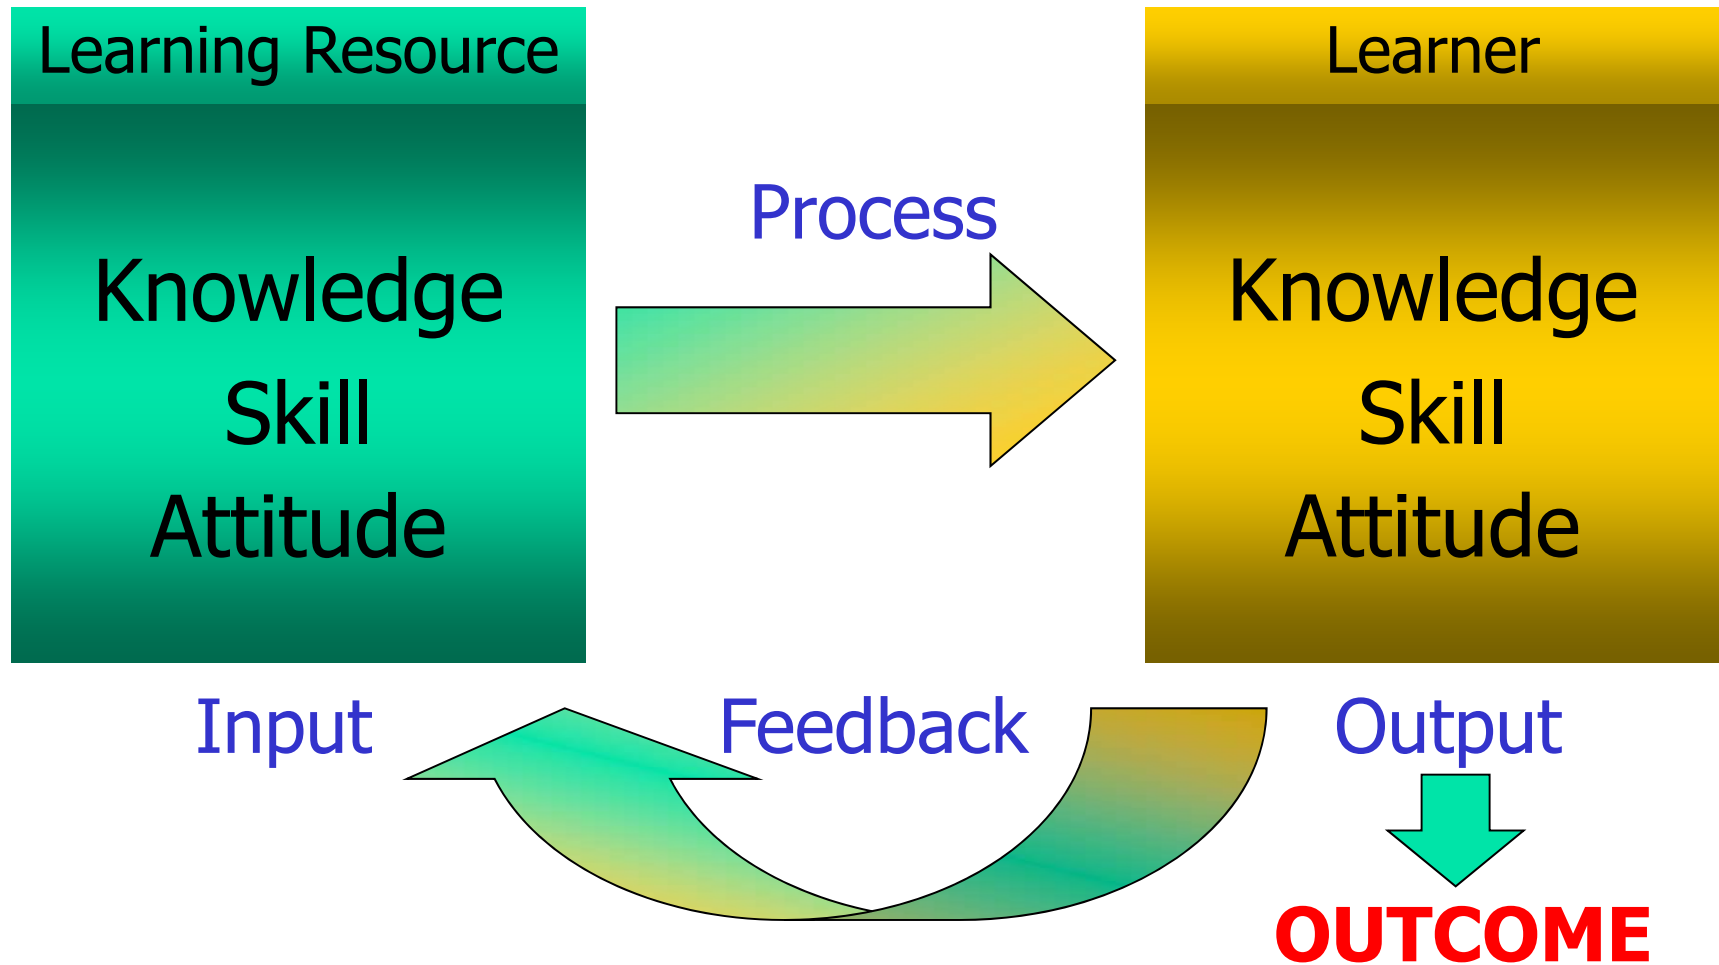 Learning Resource
Knowledge
Skill
Attitude
Process
Learner
Knowledge
Skill
Attitude
Input
Feedback
Output
OUTCOME